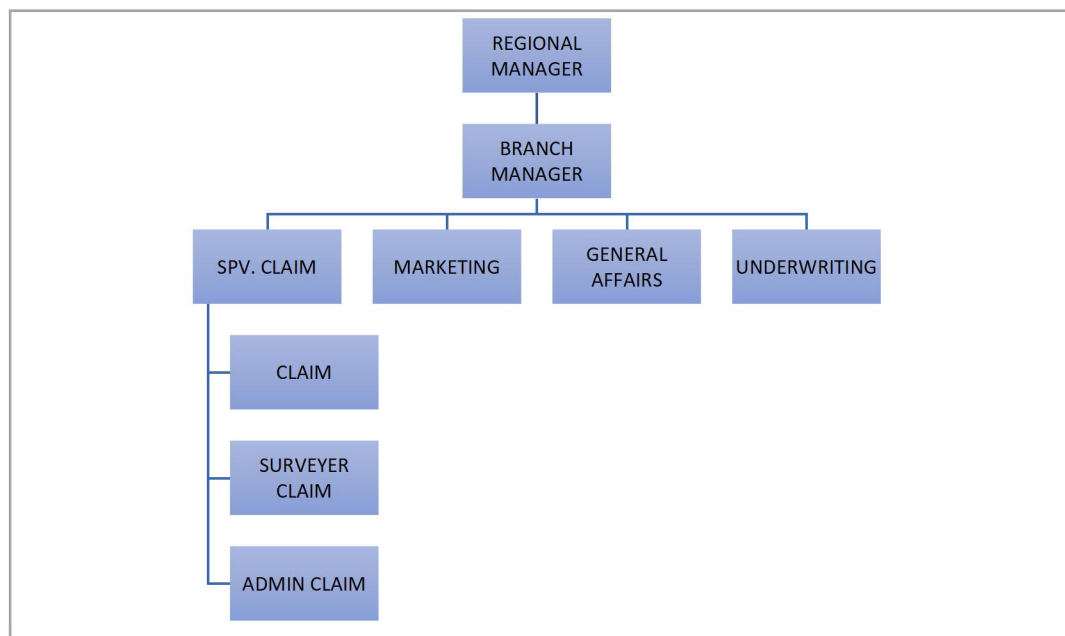 REGIONAL
MANAGER
BRANCH
MANAGER
SPV. CLAIM
MARKETING
GENERAL
AFFAIRS
UNDERWRITING
CLAIM
SURVEYER
CLAIM
ADMIN CLAIM